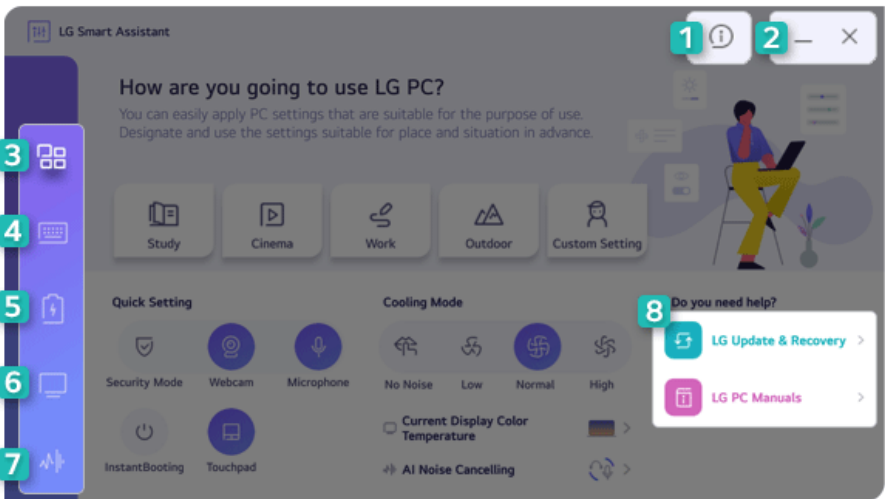 LG Smart Assistant
1
2
How are you going to use LG PC?
You can easily apply PC settings that are suitable for the purpose of use.
Designate and use the settings suitable for place and situation in advance.
3
4
5
6
7
Study
Cinema
Work
Outdoor
Custom Setting
Quick Setting
Security Mode
Webcam
Microphone
InstantBooting
Touchpad
Cooling Mode
No Noise
Low
Normal
High
Current Display Color
Temperature
AI Noise Cancelling
8
Do you need help?
LG Update & Recovery
LG PC Manuals